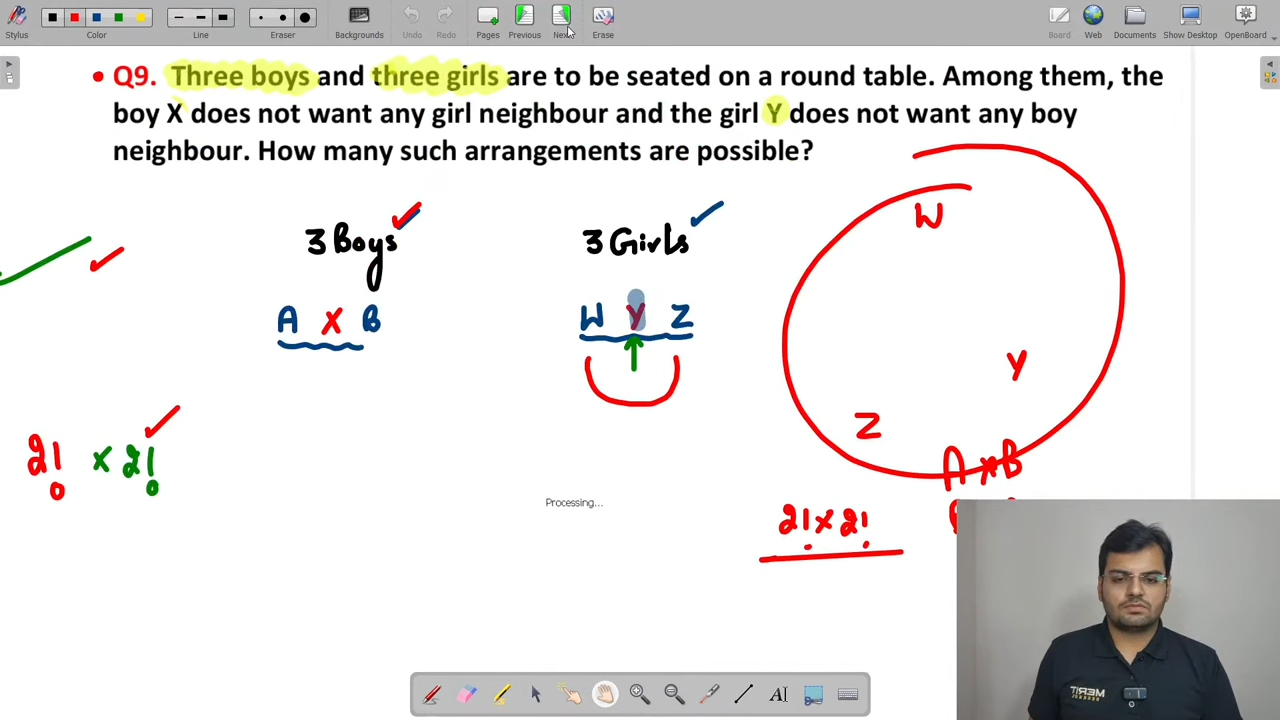 Stylus
Color
Line
Eraser
Backgrounds
Undo
Redo
Pages
Previous
Next
Erase
Board
Web
Documents
Show Desktop
OpenBoard
• Q9. Three boys and three girls are to be seated on a round table. Among them, the
boy X does not want any girl neighbour and the girl Y does not want any boy
neighbour. How many such arrangements are possible?
3 Boys
3 Girls
W
A X B
W Y Z
Y
Z
A X B
2! × 2!
Processing...
2! × 2!
MERIT